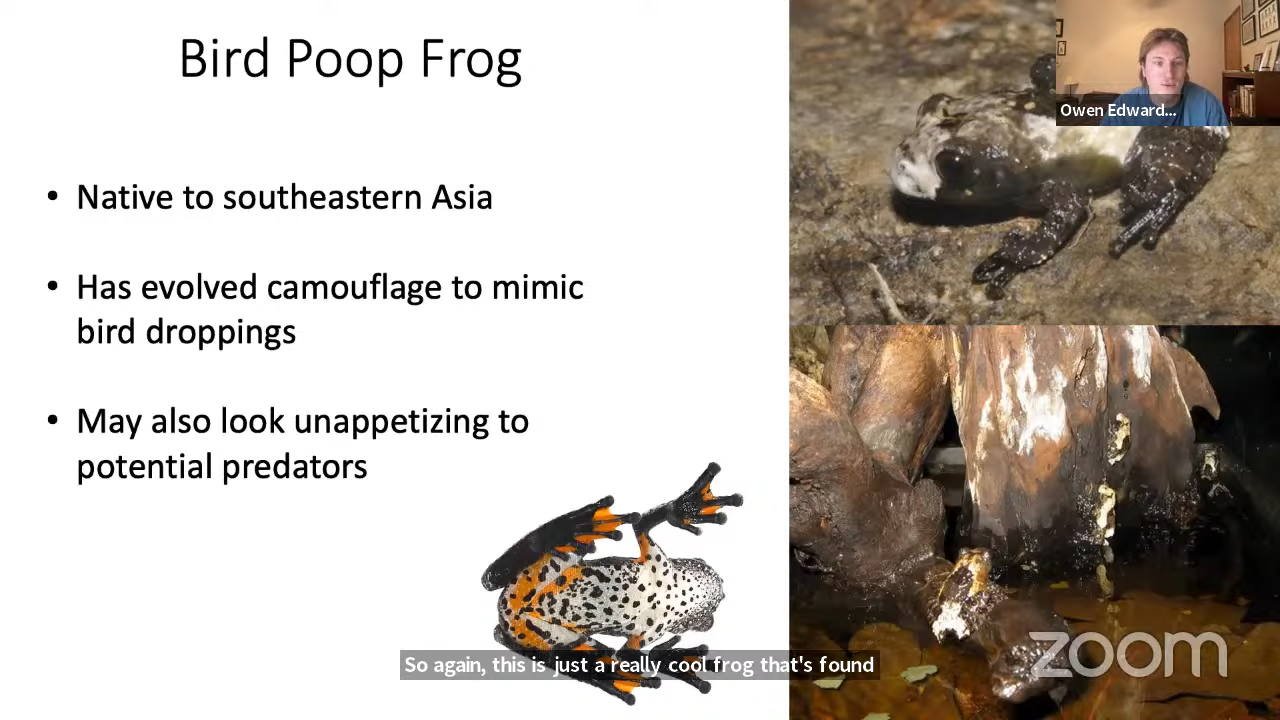 Bird Poop Frog
• Native to southeastern Asia
• Has evolved camouflage to mimic
bird droppings
• May also look unappetizing to
potential predators
Owen Edward...
So again, this is just a really cool frog that's found
zoom